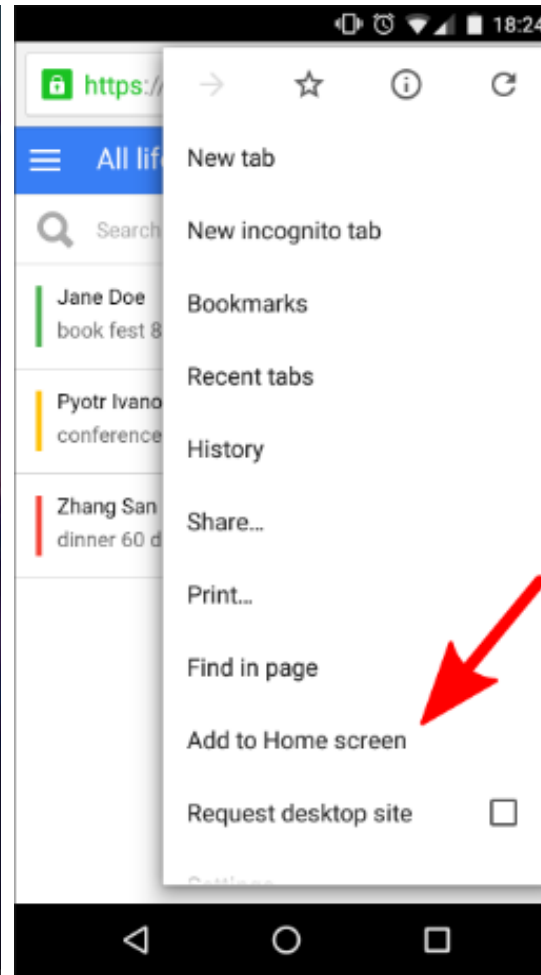 18:24
https://
All lif
New tab
Search
New incognito tab
Jane Doe
book fest 8
Bookmarks
Recent tabs
Pyotr Ivano
conference
History
Zhang San
dinner 60 d
Share...
Print...
Find in page
Add to Home screen
Request desktop site